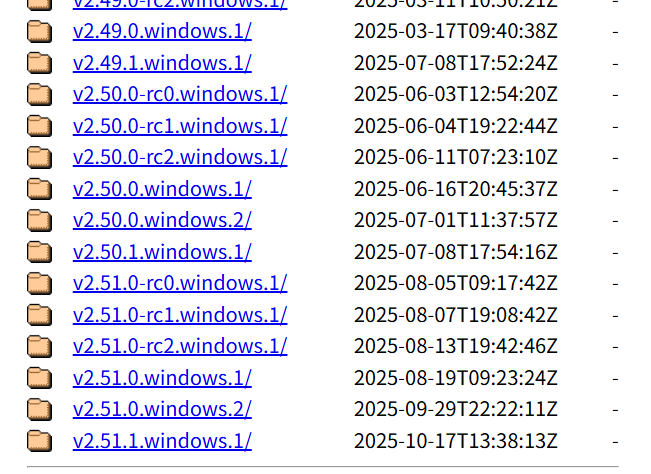 v2.49.0-rc2.windows.1/ 2025-03-11T10:50:21Z -
v2.49.0.windows.1/ 2025-03-17T09:40:38Z -
v2.49.1.windows.1/ 2025-07-08T17:52:24Z -
v2.50.0-rc0.windows.1/ 2025-06-03T12:54:20Z -
v2.50.0-rc1.windows.1/ 2025-06-04T19:22:44Z -
v2.50.0-rc2.windows.1/ 2025-06-11T07:23:10Z -
v2.50.0.windows.1/ 2025-06-16T20:45:37Z -
v2.50.0.windows.2/ 2025-07-01T11:37:57Z -
v2.50.1.windows.1/ 2025-07-08T17:54:16Z -
v2.51.0-rc0.windows.1/ 2025-08-05T09:17:42Z -
v2.51.0-rc1.windows.1/ 2025-08-07T19:08:42Z -
v2.51.0-rc2.windows.1/ 2025-08-13T19:42:46Z -
v2.51.0.windows.1/ 2025-08-19T09:23:24Z -
v2.51.0.windows.2/ 2025-09-29T22:22:11Z -
v2.51.1.windows.1/ 2025-10-17T13:38:13Z -